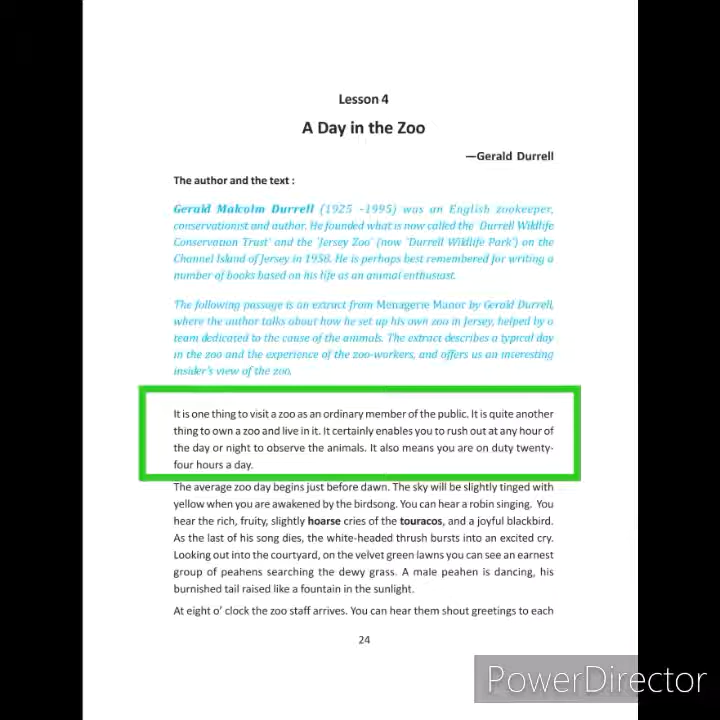 Lesson 4
A Day in the Zoo
—Gerald Durrell
The author and the text :
Gerald Malcolm Durrell (1925 -1995) was an English zookeeper,
conservationist and author. He founded what is now called the 'Durrell Wildlife
Conservation Trust' and the 'Jersey Zoo' (now 'Durrell Wildlife Park') on the
Channel Island of Jersey in 1958. He is perhaps best remembered for writing a
number of books based on his life as an animal enthusiast.
The following passage is an extract from Menagerie Manor by Gerald Durrell,
where the author talks about how he set up his own zoo in Jersey, helped by a
team dedicated to the cause of the animals. The extract describes a typical day
in the zoo and the experience of the zoo-workers, and offers us an interesting
insider's view of the zoo.
It is one thing to visit a zoo as an ordinary member of the public. It is quite another
thing to own a zoo and live in it. It certainly enables you to rush out at any hour of
the day or night to observe the animals. It also means you are on duty twenty-
four hours a day.
The average zoo day begins just before dawn. The sky will be slightly tinged with
yellow when you are awakened by the birdsong. You can hear a robin singing. You
hear the rich, fruity, slightly hoarse cries of the touracos, and a joyful blackbird.
As the last of his song dies, the white-headed thrush bursts into an excited cry.
Looking out into the courtyard, on the velvet green lawns you can see an earnest
group of peahens searching the dewy grass. A male peahen is dancing, his
burnished tail raised like a fountain in the sunlight.
At eight o' clock the zoo staff arrives. You can hear them shout greetings to each
24
PowerDirector